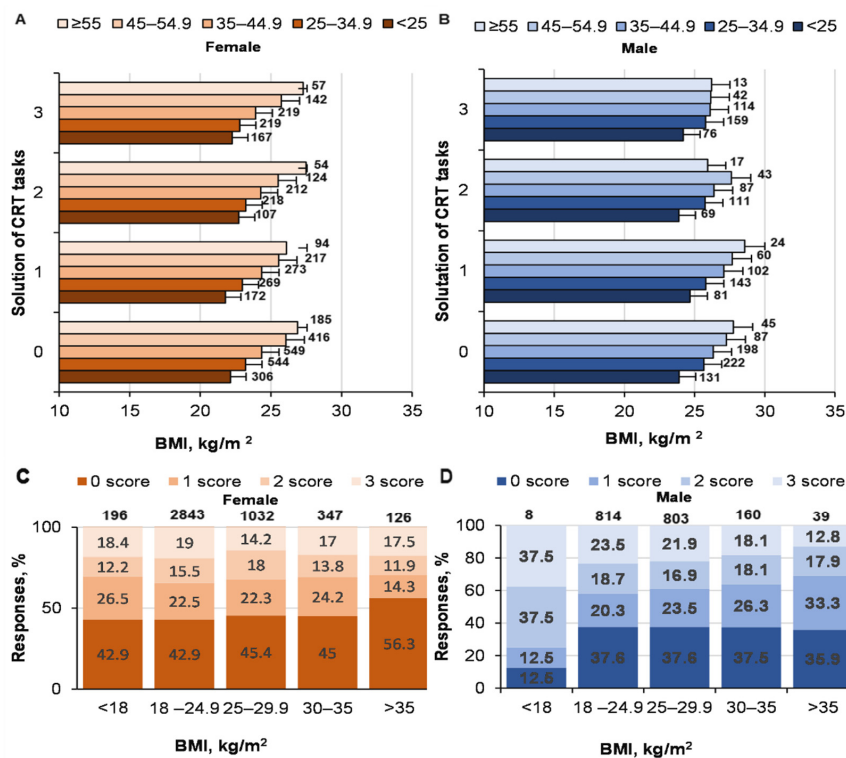 A ≥55 45–54.9 35–44.9 25–34.9 <25
Female
Solution of CRT tasks
3
57
142
219
219
167
2
54
124
212
218
107
1
94
217
273
269
172
0
185
416
549
544
306
10 15 20 25 30 35
BMI, kg/m 2
B ≥55 45–54.9 35–44.9 25–34.9 <25
Male
Solutation of CRT tasks
3
13
42
114
159
76
2
17
43
87
111
69
1
24
60
102
143
81
0
45
87
198
222
131
10 15 20 25 30 35
BMI, kg/m 2
C 0 score 1 score 2 score 3 score
Female
196 2843 1032 347 126
Responses, %
100
50
0
18.4 19 14.2 17 17.5
12.2 15.5 18 13.8 11.9
26.5 22.5 22.3 24.2 14.3
42.9 42.9 45.4 45 56.3
<18 18 –24.9 25–29.9 30–35 >35
BMI, kg/m2
D 0 score 1 score 2 score 3 score
Male
8 814 803 160 39
Responses, %
100
80
60
40
20
0
37.5 23.5 21.9 18.1 12.8
37.5 18.7 16.9 18.1 17.9
12.5 20.3 23.5 26.3 33.3
12.5 37.6 37.6 37.5 35.9
<18 18 –24.9 25–29.9 30–35 >35
BMI, kg/m2